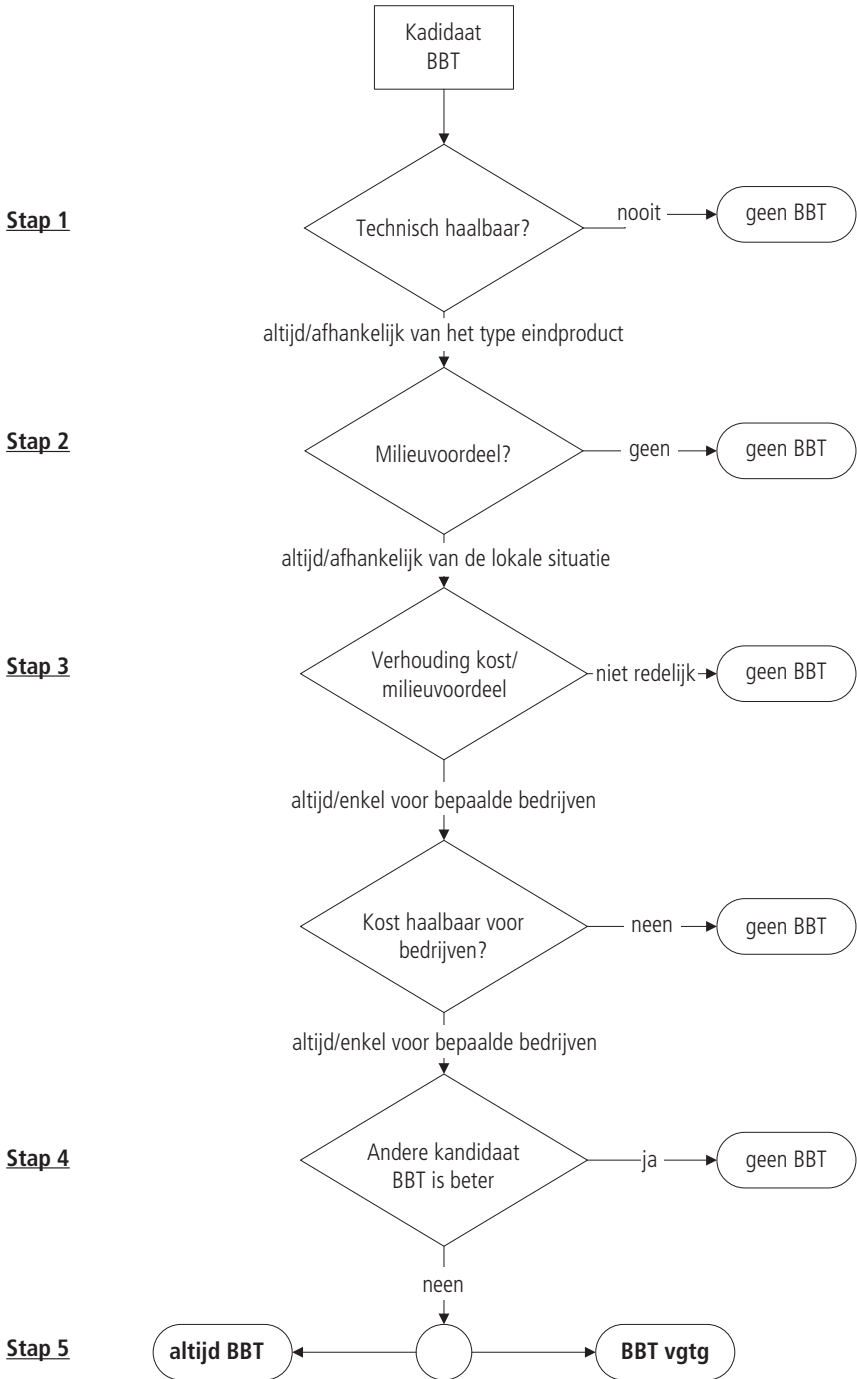 Kadidaat
BBT
Stap 1
Technisch haalbaar?
nooit
geen BBT
altijd/afhankelijk van het type eindproduct
Stap 2
Milieuvoordeel?
geen
geen BBT
altijd/afhankelijk van de lokale situatie
Stap 3
Verhouding kost/
milieuvoordeel
niet redelijk
geen BBT
altijd/enkel voor bepaalde bedrijven
Kost haalbaar voor
bedrijven?
neen
geen BBT
altijd/enkel voor bepaalde bedrijven
Stap 4
Andere kandidaat
BBT is beter
ja
geen BBT
neen
Stap 5
altijd BBT
BBT vgtg